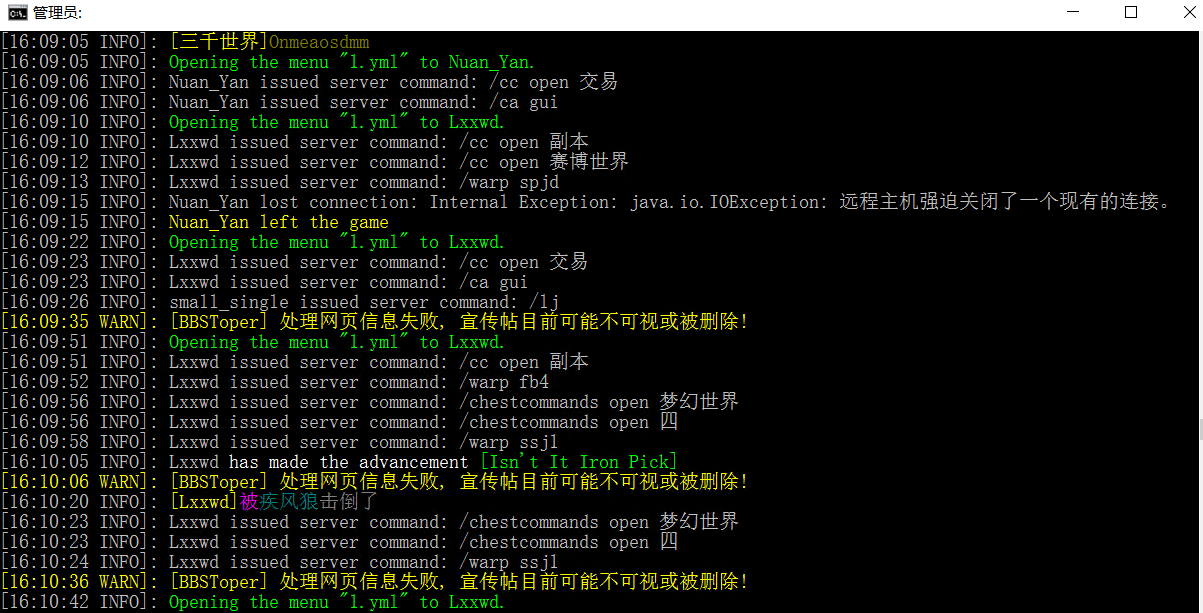 管理员:
[16:09:05 INFO]: [三千世界]Onmeaosdmm
[16:09:05 INFO]: Opening the menu "1.yml" to Nuan_Yan.
[16:09:06 INFO]: Nuan_Yan issued server command: /cc open 交易
[16:09:06 INFO]: Nuan_Yan issued server command: /ca gui
[16:09:10 INFO]: Opening the menu "1.yml" to Lxxwd.
[16:09:10 INFO]: Lxxwd issued server command: /cc open 副本
[16:09:12 INFO]: Lxxwd issued server command: /cc open 赛博世界
[16:09:13 INFO]: Lxxwd issued server command: /warp spjd
[16:09:15 INFO]: Nuan_Yan lost connection: Internal Exception: java.io.IOException: 远程主机强迫关闭了一个现有的连接。
[16:09:15 INFO]: Nuan_Yan left the game
[16:09:22 INFO]: Opening the menu "1.yml" to Lxxwd.
[16:09:23 INFO]: Lxxwd issued server command: /cc open 交易
[16:09:23 INFO]: Lxxwd issued server command: /ca gui
[16:09:26 INFO]: small_single issued server command: /lj
[16:09:35 WARN]: [BBSToper] 处理网页信息失败, 宣传帖目前可能不可视或被删除!
[16:09:51 INFO]: Opening the menu "1.yml" to Lxxwd.
[16:09:51 INFO]: Lxxwd issued server command: /cc open 副本
[16:09:52 INFO]: Lxxwd issued server command: /warp fb4
[16:09:56 INFO]: Lxxwd issued server command: /chestcommands open 梦幻世界
[16:09:56 INFO]: Lxxwd issued server command: /chestcommands open 四
[16:09:58 INFO]: Lxxwd issued server command: /warp ssj1
[16:10:05 INFO]: Lxxwd has made the advancement [Isn't It Iron Pick]
[16:10:06 WARN]: [BBSToper] 处理网页信息失败, 宣传帖目前可能不可视或被删除!
[16:10:20 INFO]: [Lxxwd]被疾风狼击倒了
[16:10:23 INFO]: Lxxwd issued server command: /chestcommands open 梦幻世界
[16:10:23 INFO]: Lxxwd issued server command: /chestcommands open 四
[16:10:24 INFO]: Lxxwd issued server command: /warp ssj1
[16:10:36 WARN]: [BBSToper] 处理网页信息失败, 宣传帖目前可能不可视或被删除!
[16:10:42 INFO]: Opening the menu "1.yml" to Lxxwd.